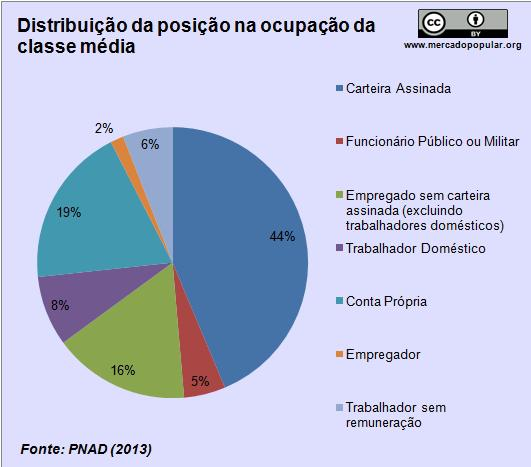 Distribuição da posição na ocupação da
classe média
cc
BY
www.mercadopopular.org
Carteira Assinada
Funcionário Público ou Militar
Empregado sem carteira
assinada (excluindo
trabalhadores domésticos)
Trabalhador Doméstico
Conta Própria
Empregador
Trabalhador sem
remuneração
2%
6%
19%
44%
8%
16%
5%
Fonte: PNAD (2013)